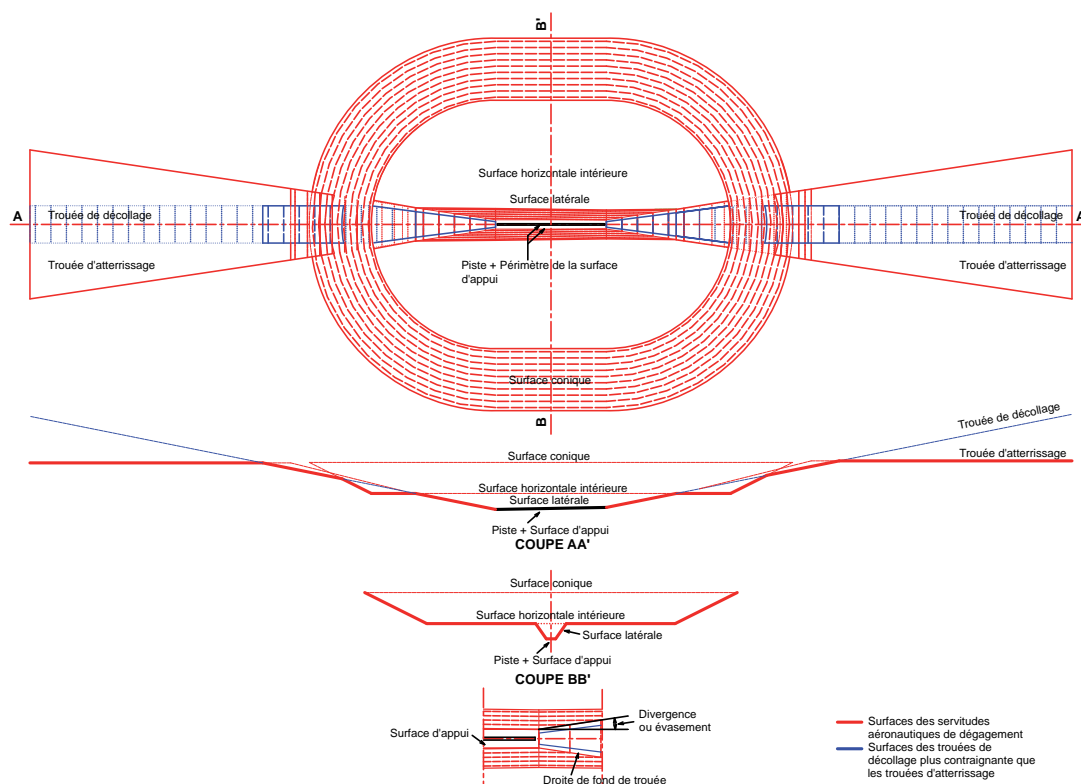 B'
Surface horizontale intérieure
Surface latérale
A
Trouée de décollage
Trouée de décollage
A'
Trouée d'atterrissage
Piste + Périmètre de la surface
d'appui
Trouée d'atterrissage
Surface conique
B
Trouée de décollage
Surface conique
Trouée d'atterrissage
Surface horizontale intérieure
Surface latérale
Piste + Surface d'appui
COUPE AA'
Surface conique
Surface horizontale intérieure
Surface latérale
Piste + Surface d'appui
COUPE BB'
Divergence
ou évasement
Surface d'appui
Droite de fond de trouée
Surfaces des servitudes
aéronautiques de dégagement
Surfaces des trouées de
décollage plus contraignante que
les trouées d'atterissage